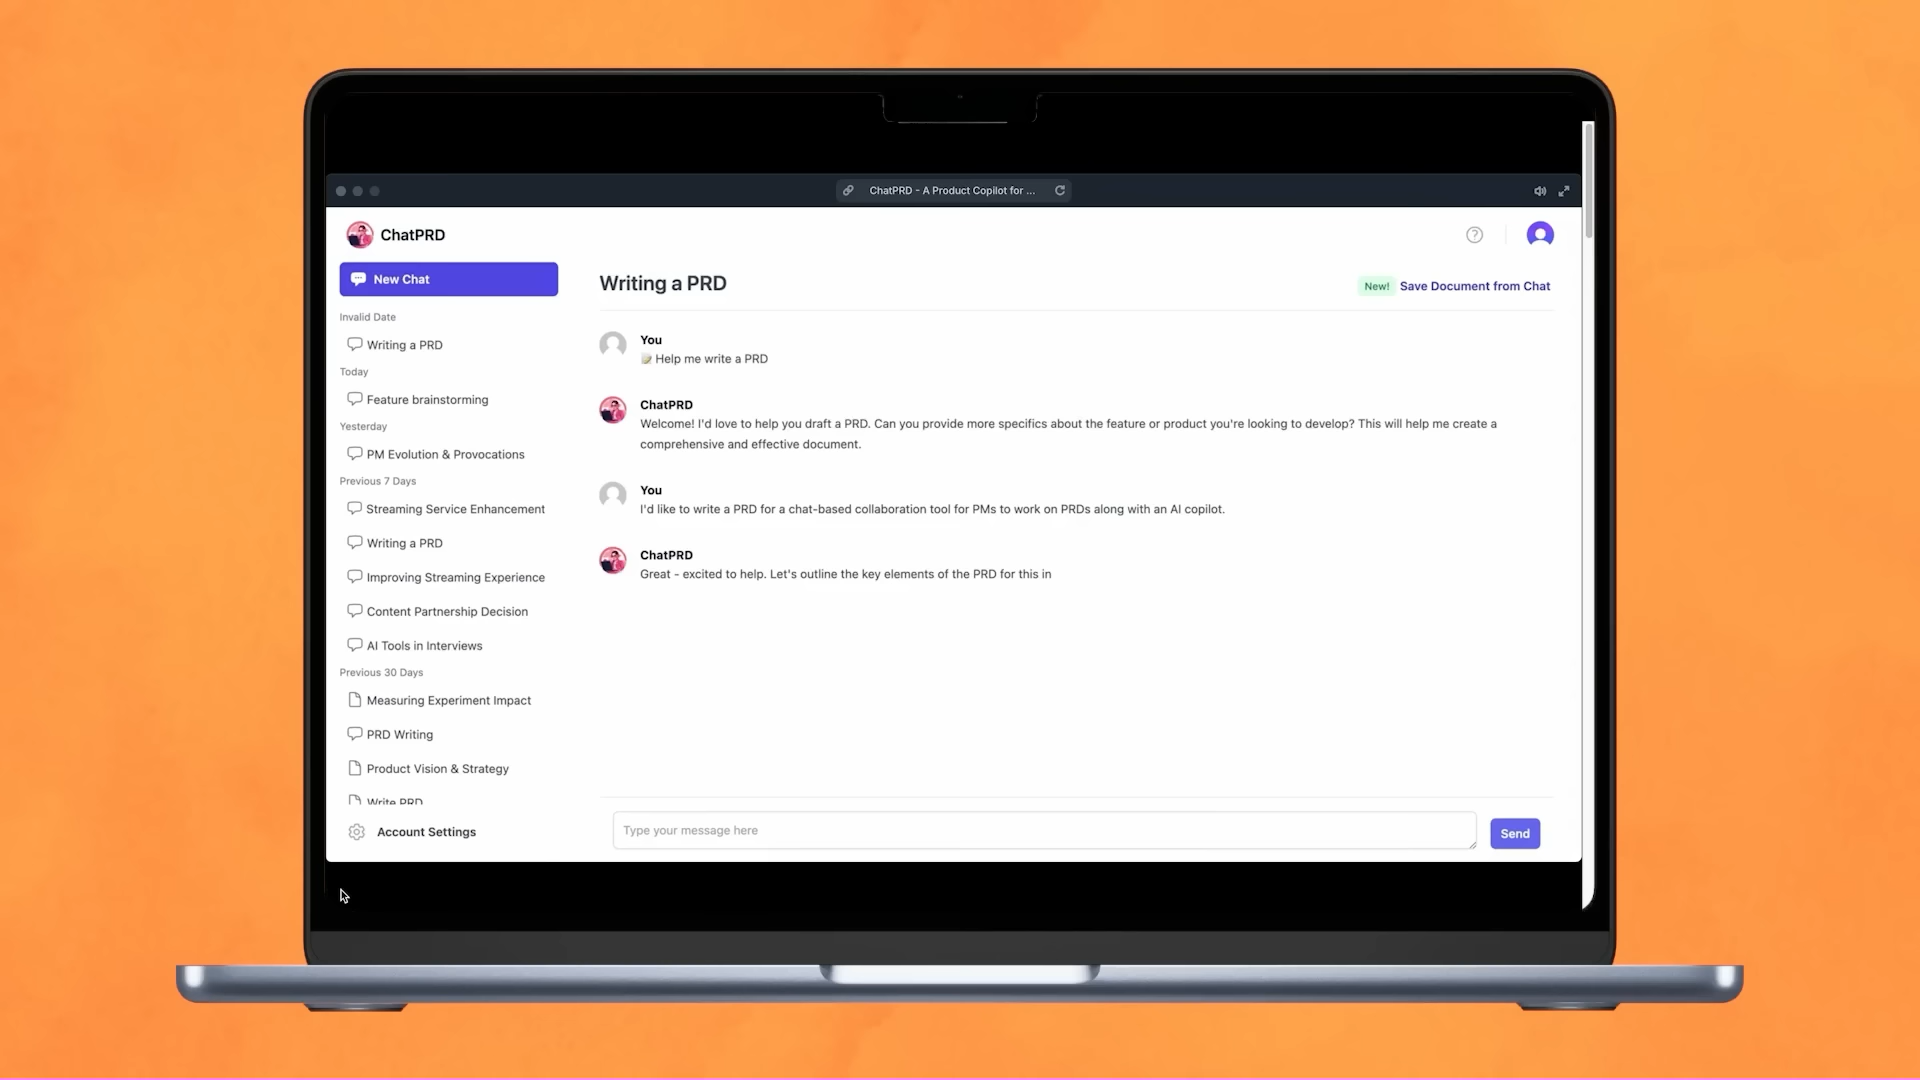 ChatPRD - A Product Copilot for ...
ChatPRD
New Chat
Invalid Date
Writing a PRD
Today
Feature brainstorming
Yesterday
PM Evolution & Provocations
Previous 7 Days
Streaming Service Enhancement
Writing a PRD
Improving Streaming Experience
Content Partnership Decision
AI Tools in Interviews
Previous 30 Days
Measuring Experiment Impact
PRD Writing
Product Vision & Strategy
Write PRD
Account Settings
Writing a PRD
New! Save Document from Chat
You
📝 Help me write a PRD
ChatPRD
Welcome! I'd love to help you draft a PRD. Can you provide more specifics about the feature or product you're looking to develop? This will help me create a
comprehensive and effective document.
You
I'd like to write a PRD for a chat-based collaboration tool for PMs to work on PRDs along with an AI copilot.
ChatPRD
Great - excited to help. Let's outline the key elements of the PRD for this in
Type your message here
Send